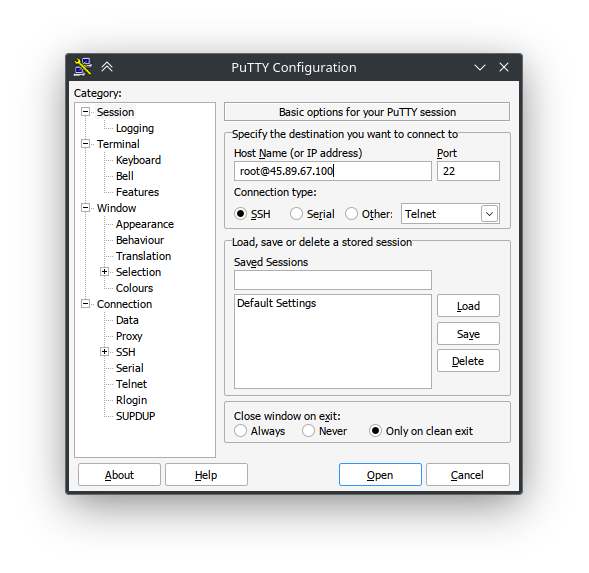 PuTTY Configuration
Category:
Session
Logging
Terminal
Keyboard
Bell
Features
Window
Appearance
Behaviour
Translation
Selection
Colours
Connection
Data
Proxy
SSH
Serial
Telnet
Rlogin
SUPDUP
Basic options for your PuTTY session
Specify the destination you want to connect to
Host Name (or IP address) Port
root@45.89.67.100 22
Connection type:
SSH Serial Other: Telnet
Load, save or delete a stored session
Saved Sessions
Default Settings
Load
Save
Delete
Close window on exit:
Always Never Only on clean exit
About Help Open Cancel